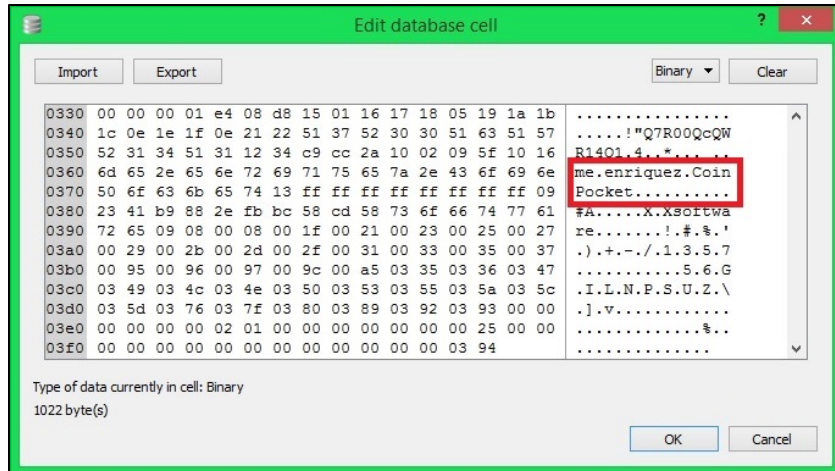 Edit database cell
? ×
Import Export Binary Clear
0330 00 00 00 01 e4 08 d8 15 01 16 17 18 05 19 1a 1b ................
0340 1c 0e 1e 1f 0e 21 22 51 37 52 30 30 51 63 51 57 .....!"Q7R00QcQW
0350 52 31 34 51 31 12 34 c9 cc 2a 10 02 09 5f 10 16 R14Q1.4..*... ..
0360 6d 65 2e 65 6e 72 69 71 75 65 7a 2e 43 6f 69 6e me.enriquez.Coin
0370 50 6f 63 6b 65 74 13 ff ff ff ff ff ff ff ff 09 Pocket..........
0380 23 41 b9 88 2e fb bc 58 cd 58 73 6f 66 74 77 61 #A.....X.Xsoftwa
0390 72 65 09 08 00 08 00 1f 00 21 00 23 00 25 00 27 re.......!.#.%.'
03a0 00 29 00 2b 00 2d 00 2f 00 31 00 33 00 35 00 37 .).+.-./.1.3.5.7
03b0 00 95 00 96 00 97 00 9c 00 a5 03 35 03 36 03 47 ...........5.6.G
03c0 03 49 03 4c 03 4e 03 50 03 53 03 55 03 5a 03 5c .I.L.N.P.S.U.Z.\
03d0 03 5d 03 76 03 7f 03 80 03 89 03 92 03 93 00 00 .].v............
03e0 00 00 00 00 02 01 00 00 00 00 00 00 00 25 00 00 .............%..
03f0 00 00 00 00 00 00 00 00 00 00 00 00 03 94 ..............
Type of data currently in cell: Binary
1022 byte(s)
OK Cancel